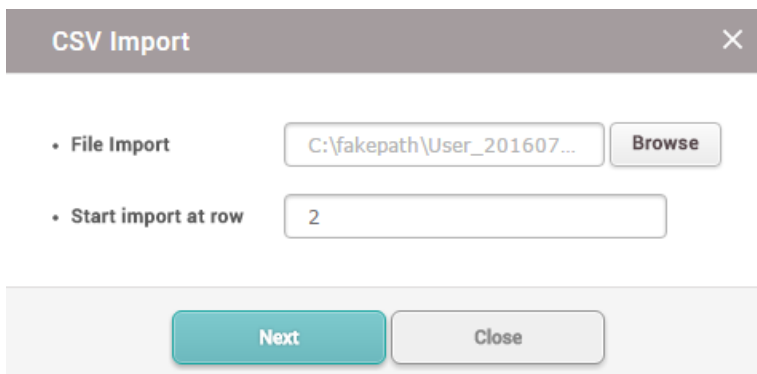 CSV Import
• File Import C:\fakepath\User_201607... Browse
• Start import at row 2
Next Close